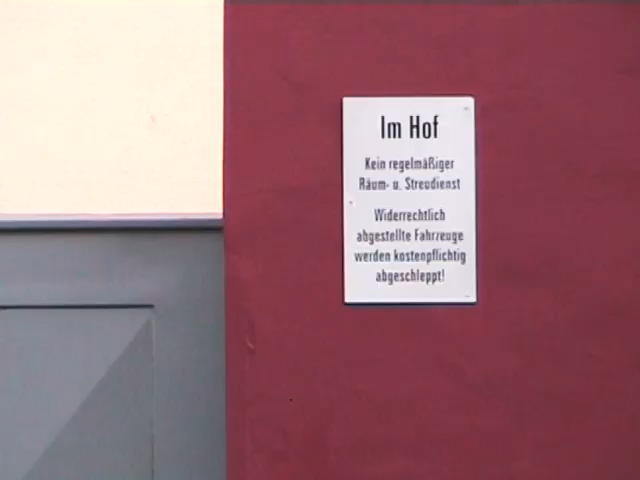 Im Hof
Kein regelmäßiger
Räum- u. Streudienst
Widerrechtlich
abgestellte Fahrzeuge
werden kostenpflichtig
abgeschleppt!